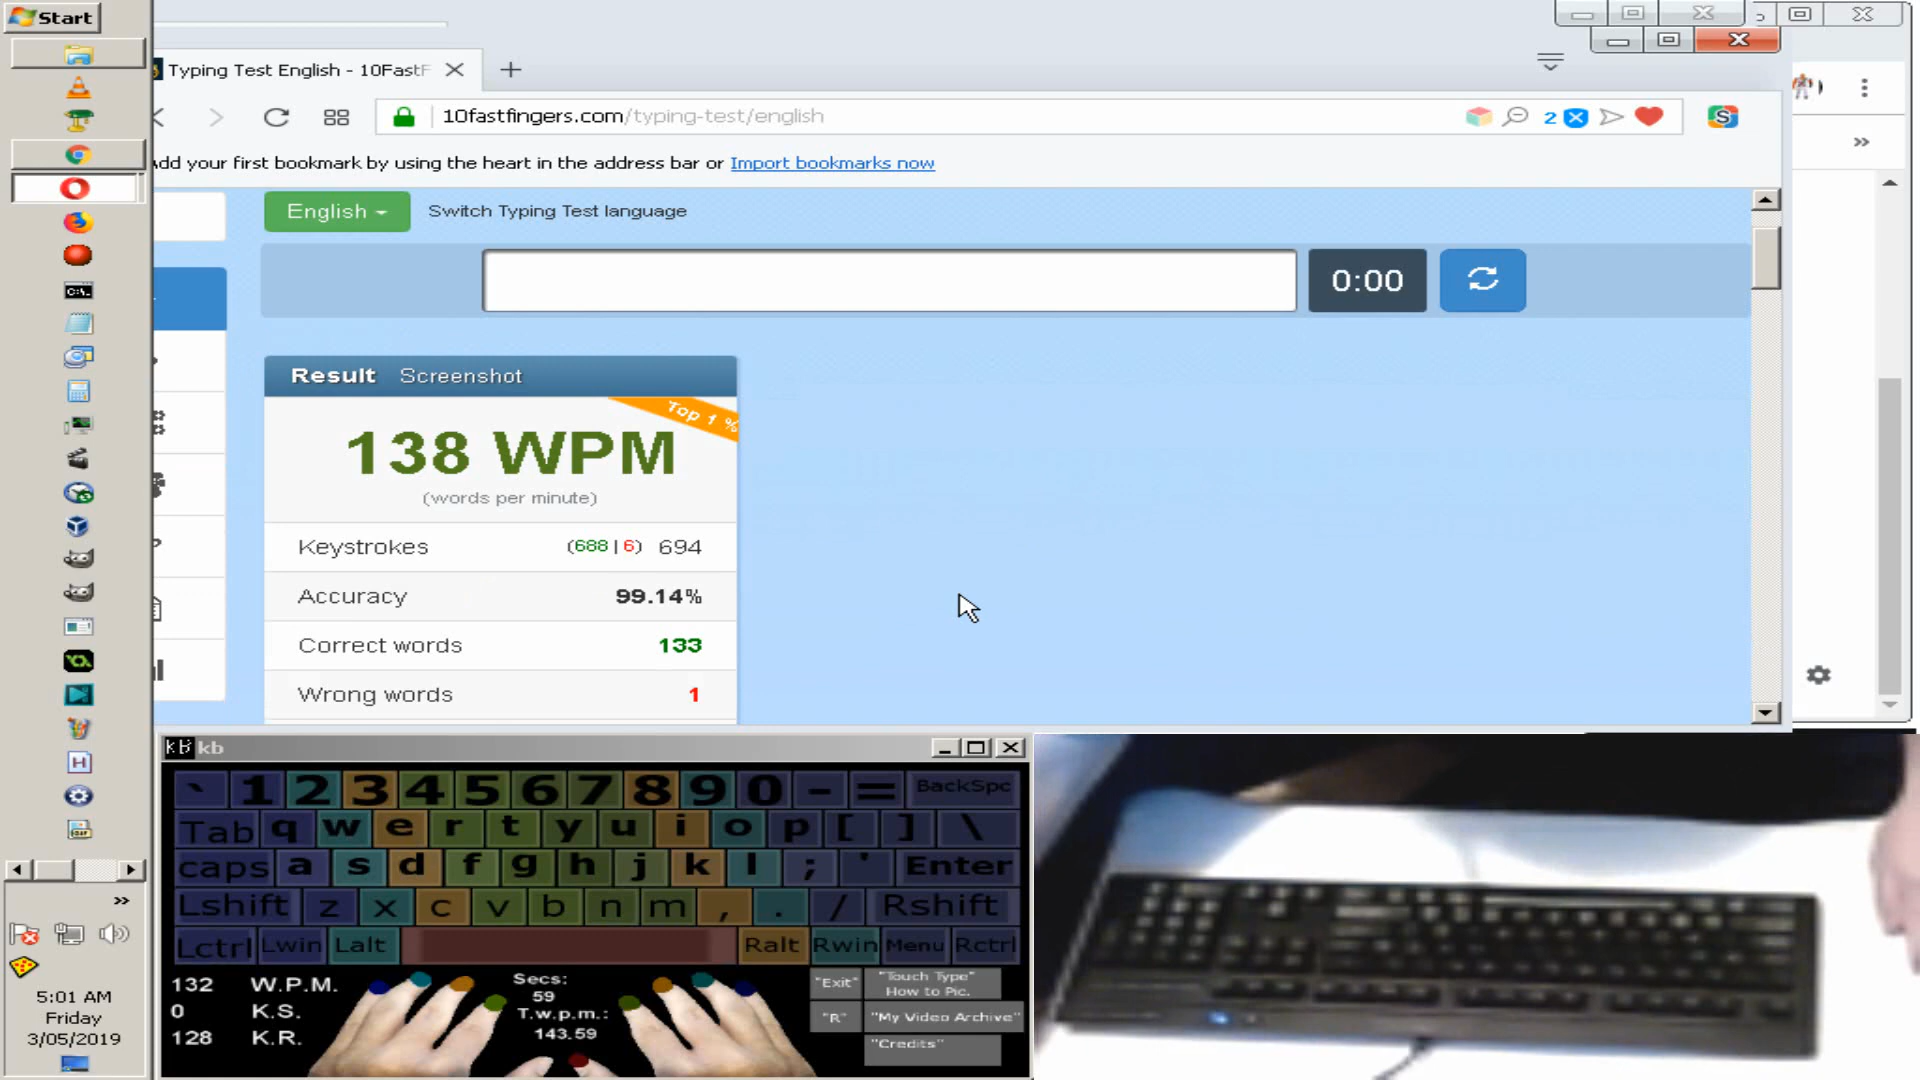 Start
Typing Test English - 10FastF
10fastfingers.com/typing-test/english
2
S
dd your first bookmark by using the heart in the address bar or Import bookmarks now
English
Switch Typing Test language
0:00
Result Screenshot
Top 1 %
138 WPM
(words per minute)
Keystrokes (688 | 6) 694
Accuracy 99.14%
Correct words 133
Wrong words 1
kb kb
` 1 2 3 4 5 6 7 8 9 0 - = BackSpc
Tab q w e r t y u i o p [ ] \
caps a s d f g h j k l ; ' Enter
Lshift z x c v b n m , . / Rshift
Lctrl Lwin Lalt Ralt Rwin Menu Rctrl
132 W.P.M.
0 K.S.
128 K.R.
Secs:
59
T.w.p.m.:
143.59
"Exit" "Touch Type"
How to Pic.
"R" "My Video Archive"
"Credits"
5:01 AM
Friday
3/05/2019